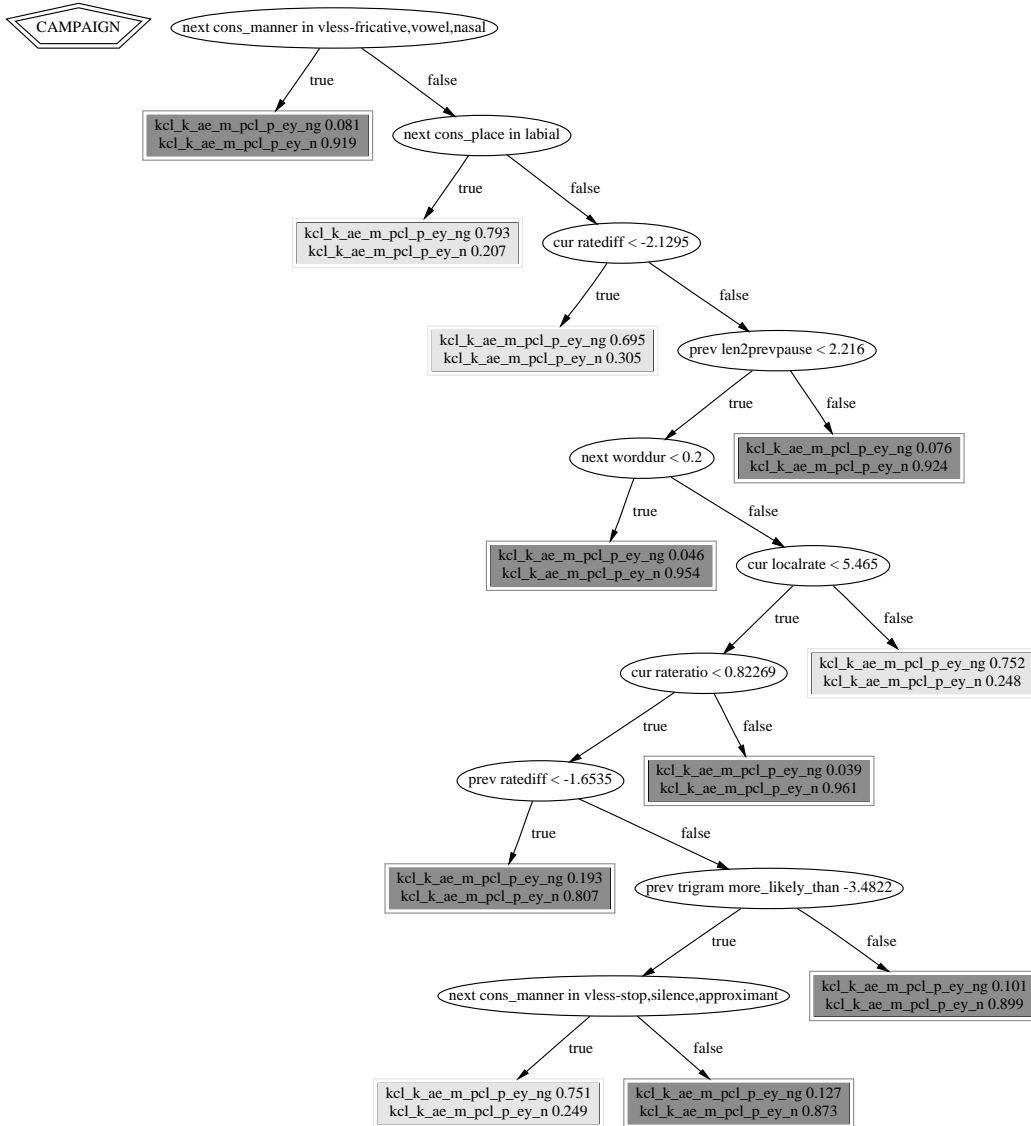 CAMPAIGN
next cons_manner in vless-fricative,vowel,nasal
true
false
kcl_k_ae_m_pcl_p_ey_ng 0.081
kcl_k_ae_m_pcl_p_ey_n 0.919
next cons_place in labial
true
false
kcl_k_ae_m_pcl_p_ey_ng 0.793
kcl_k_ae_m_pcl_p_ey_n 0.207
cur ratediff < -2.1295
true
false
kcl_k_ae_m_pcl_p_ey_ng 0.695
kcl_k_ae_m_pcl_p_ey_n 0.305
prev len2prevpause < 2.216
true
false
next worddur < 0.2
kcl_k_ae_m_pcl_p_ey_ng 0.076
kcl_k_ae_m_pcl_p_ey_n 0.924
true
false
kcl_k_ae_m_pcl_p_ey_ng 0.046
kcl_k_ae_m_pcl_p_ey_n 0.954
cur localrate < 5.465
true
false
cur rateratio < 0.82269
kcl_k_ae_m_pcl_p_ey_ng 0.752
kcl_k_ae_m_pcl_p_ey_n 0.248
true
false
prev ratediff < -1.6535
kcl_k_ae_m_pcl_p_ey_ng 0.039
kcl_k_ae_m_pcl_p_ey_n 0.961
true
false
kcl_k_ae_m_pcl_p_ey_ng 0.193
kcl_k_ae_m_pcl_p_ey_n 0.807
prev trigram more_likely_than -3.4822
true
false
next cons_manner in vless-stop,silence,approximant
kcl_k_ae_m_pcl_p_ey_ng 0.101
kcl_k_ae_m_pcl_p_ey_n 0.899
true
false
kcl_k_ae_m_pcl_p_ey_ng 0.751
kcl_k_ae_m_pcl_p_ey_n 0.249
kcl_k_ae_m_pcl_p_ey_ng 0.127
kcl_k_ae_m_pcl_p_ey_n 0.873